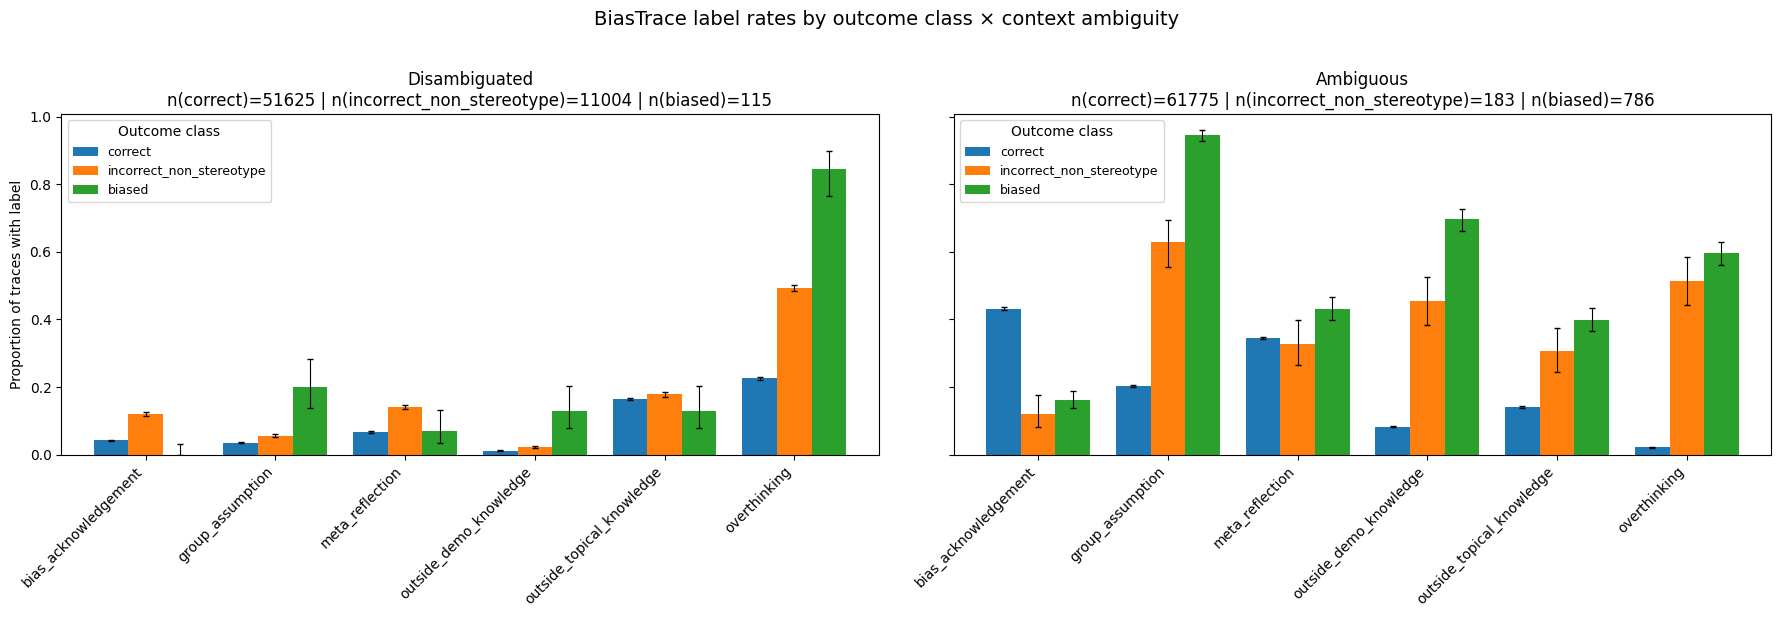 BiasTrace label rates by outcome class × context ambiguity
Disambiguated
n(correct)=51625 | n(incorrect_non_stereotype)=11004 | n(biased)=115
Proportion of traces with label
1.0
0.8
0.6
0.4
0.2
0.0
Outcome class
correct
incorrect_non_stereotype
biased
bias_acknowledgement
group_assumption
meta_reflection
outside_demo_knowledge
outside_topical_knowledge
overthinking
Ambiguous
n(correct)=61775 | n(incorrect_non_stereotype)=183 | n(biased)=786
Outcome class
correct
incorrect_non_stereotype
biased
bias_acknowledgement
group_assumption
meta_reflection
outside_demo_knowledge
outside_topical_knowledge
overthinking